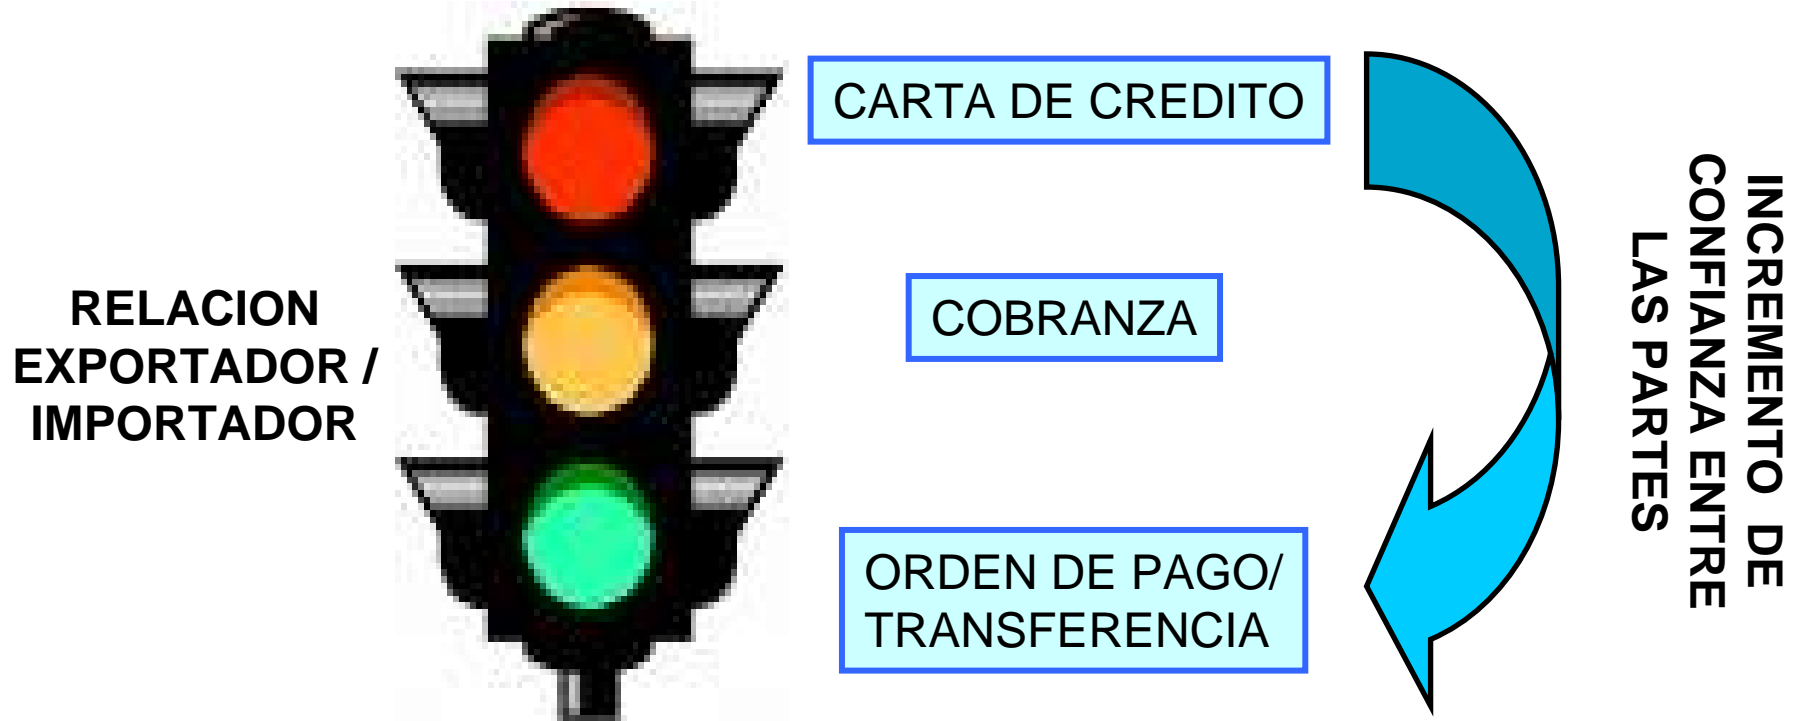 RELACION
EXPORTADOR /
IMPORTADOR
CARTA DE CREDITO
COBRANZA
ORDEN DE PAGO/
TRANSFERENCIA
INCREMENTO DE
CONFIANZA ENTRE
LAS PARTES